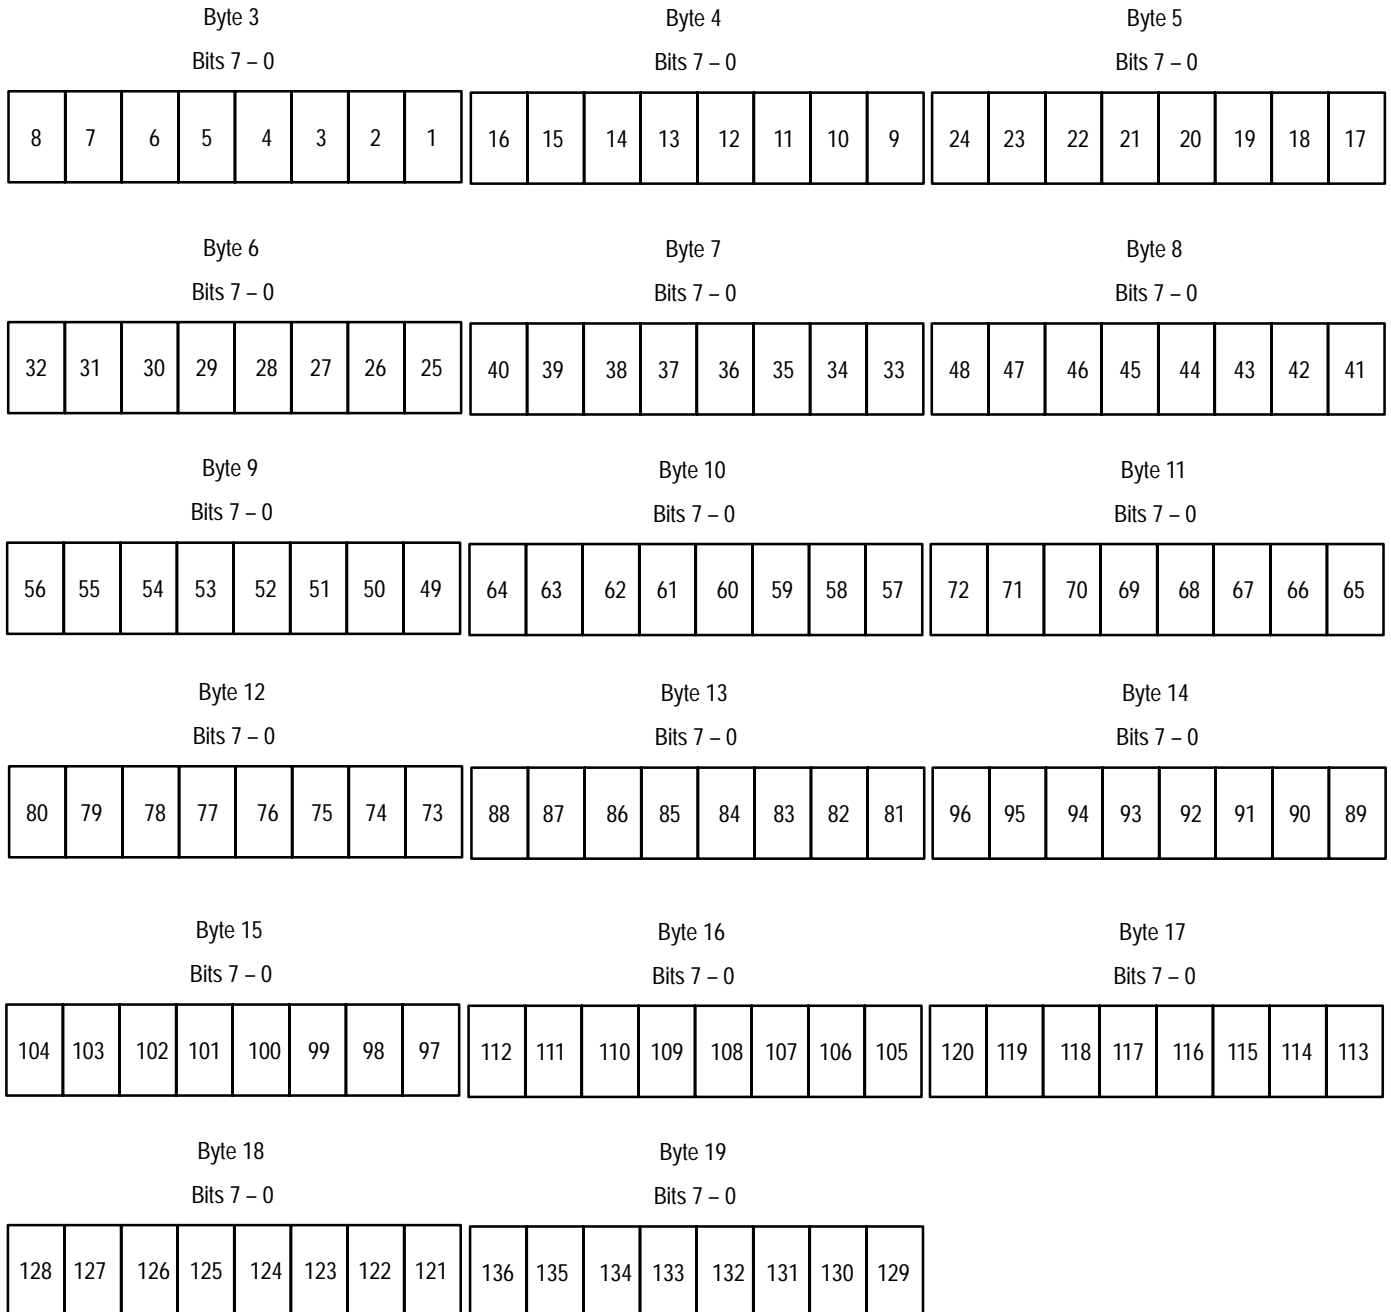 Byte 3 Byte 4 Byte 5
Bits 7 – 0 Bits 7 – 0 Bits 7 – 0
8 7 6 5 4 3 2 1 16 15 14 13 12 11 10 9 24 23 22 21 20 19 18 17
Byte 6 Byte 7 Byte 8
Bits 7 – 0 Bits 7 – 0 Bits 7 – 0
32 31 30 29 28 27 26 25 40 39 38 37 36 35 34 33 48 47 46 45 44 43 42 41
Byte 9 Byte 10 Byte 11
Bits 7 – 0 Bits 7 – 0 Bits 7 – 0
56 55 54 53 52 51 50 49 64 63 62 61 60 59 58 57 72 71 70 69 68 67 66 65
Byte 12 Byte 13 Byte 14
Bits 7 – 0 Bits 7 – 0 Bits 7 – 0
80 79 78 77 76 75 74 73 88 87 86 85 84 83 82 81 96 95 94 93 92 91 90 89
Byte 15 Byte 16 Byte 17
Bits 7 – 0 Bits 7 – 0 Bits 7 – 0
104 103 102 101 100 99 98 97 112 111 110 109 108 107 106 105 120 119 118 117 116 115 114 113
Byte 18 Byte 19
Bits 7 – 0 Bits 7 – 0
128 127 126 125 124 123 122 121 136 135 134 133 132 131 130 129